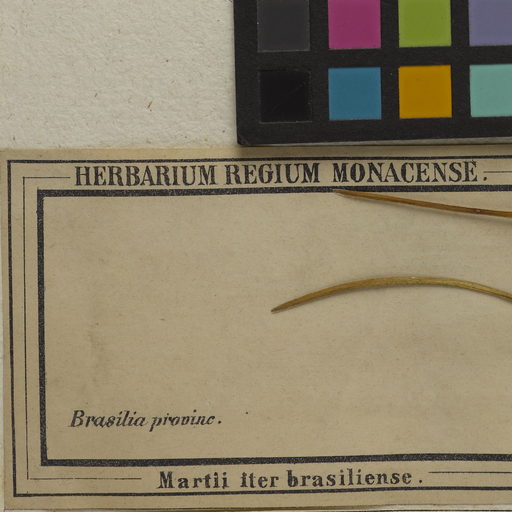 HERBARIUM REGIUM MONACENSE.
Brasilia provinc.
Martii iter brasiliense.